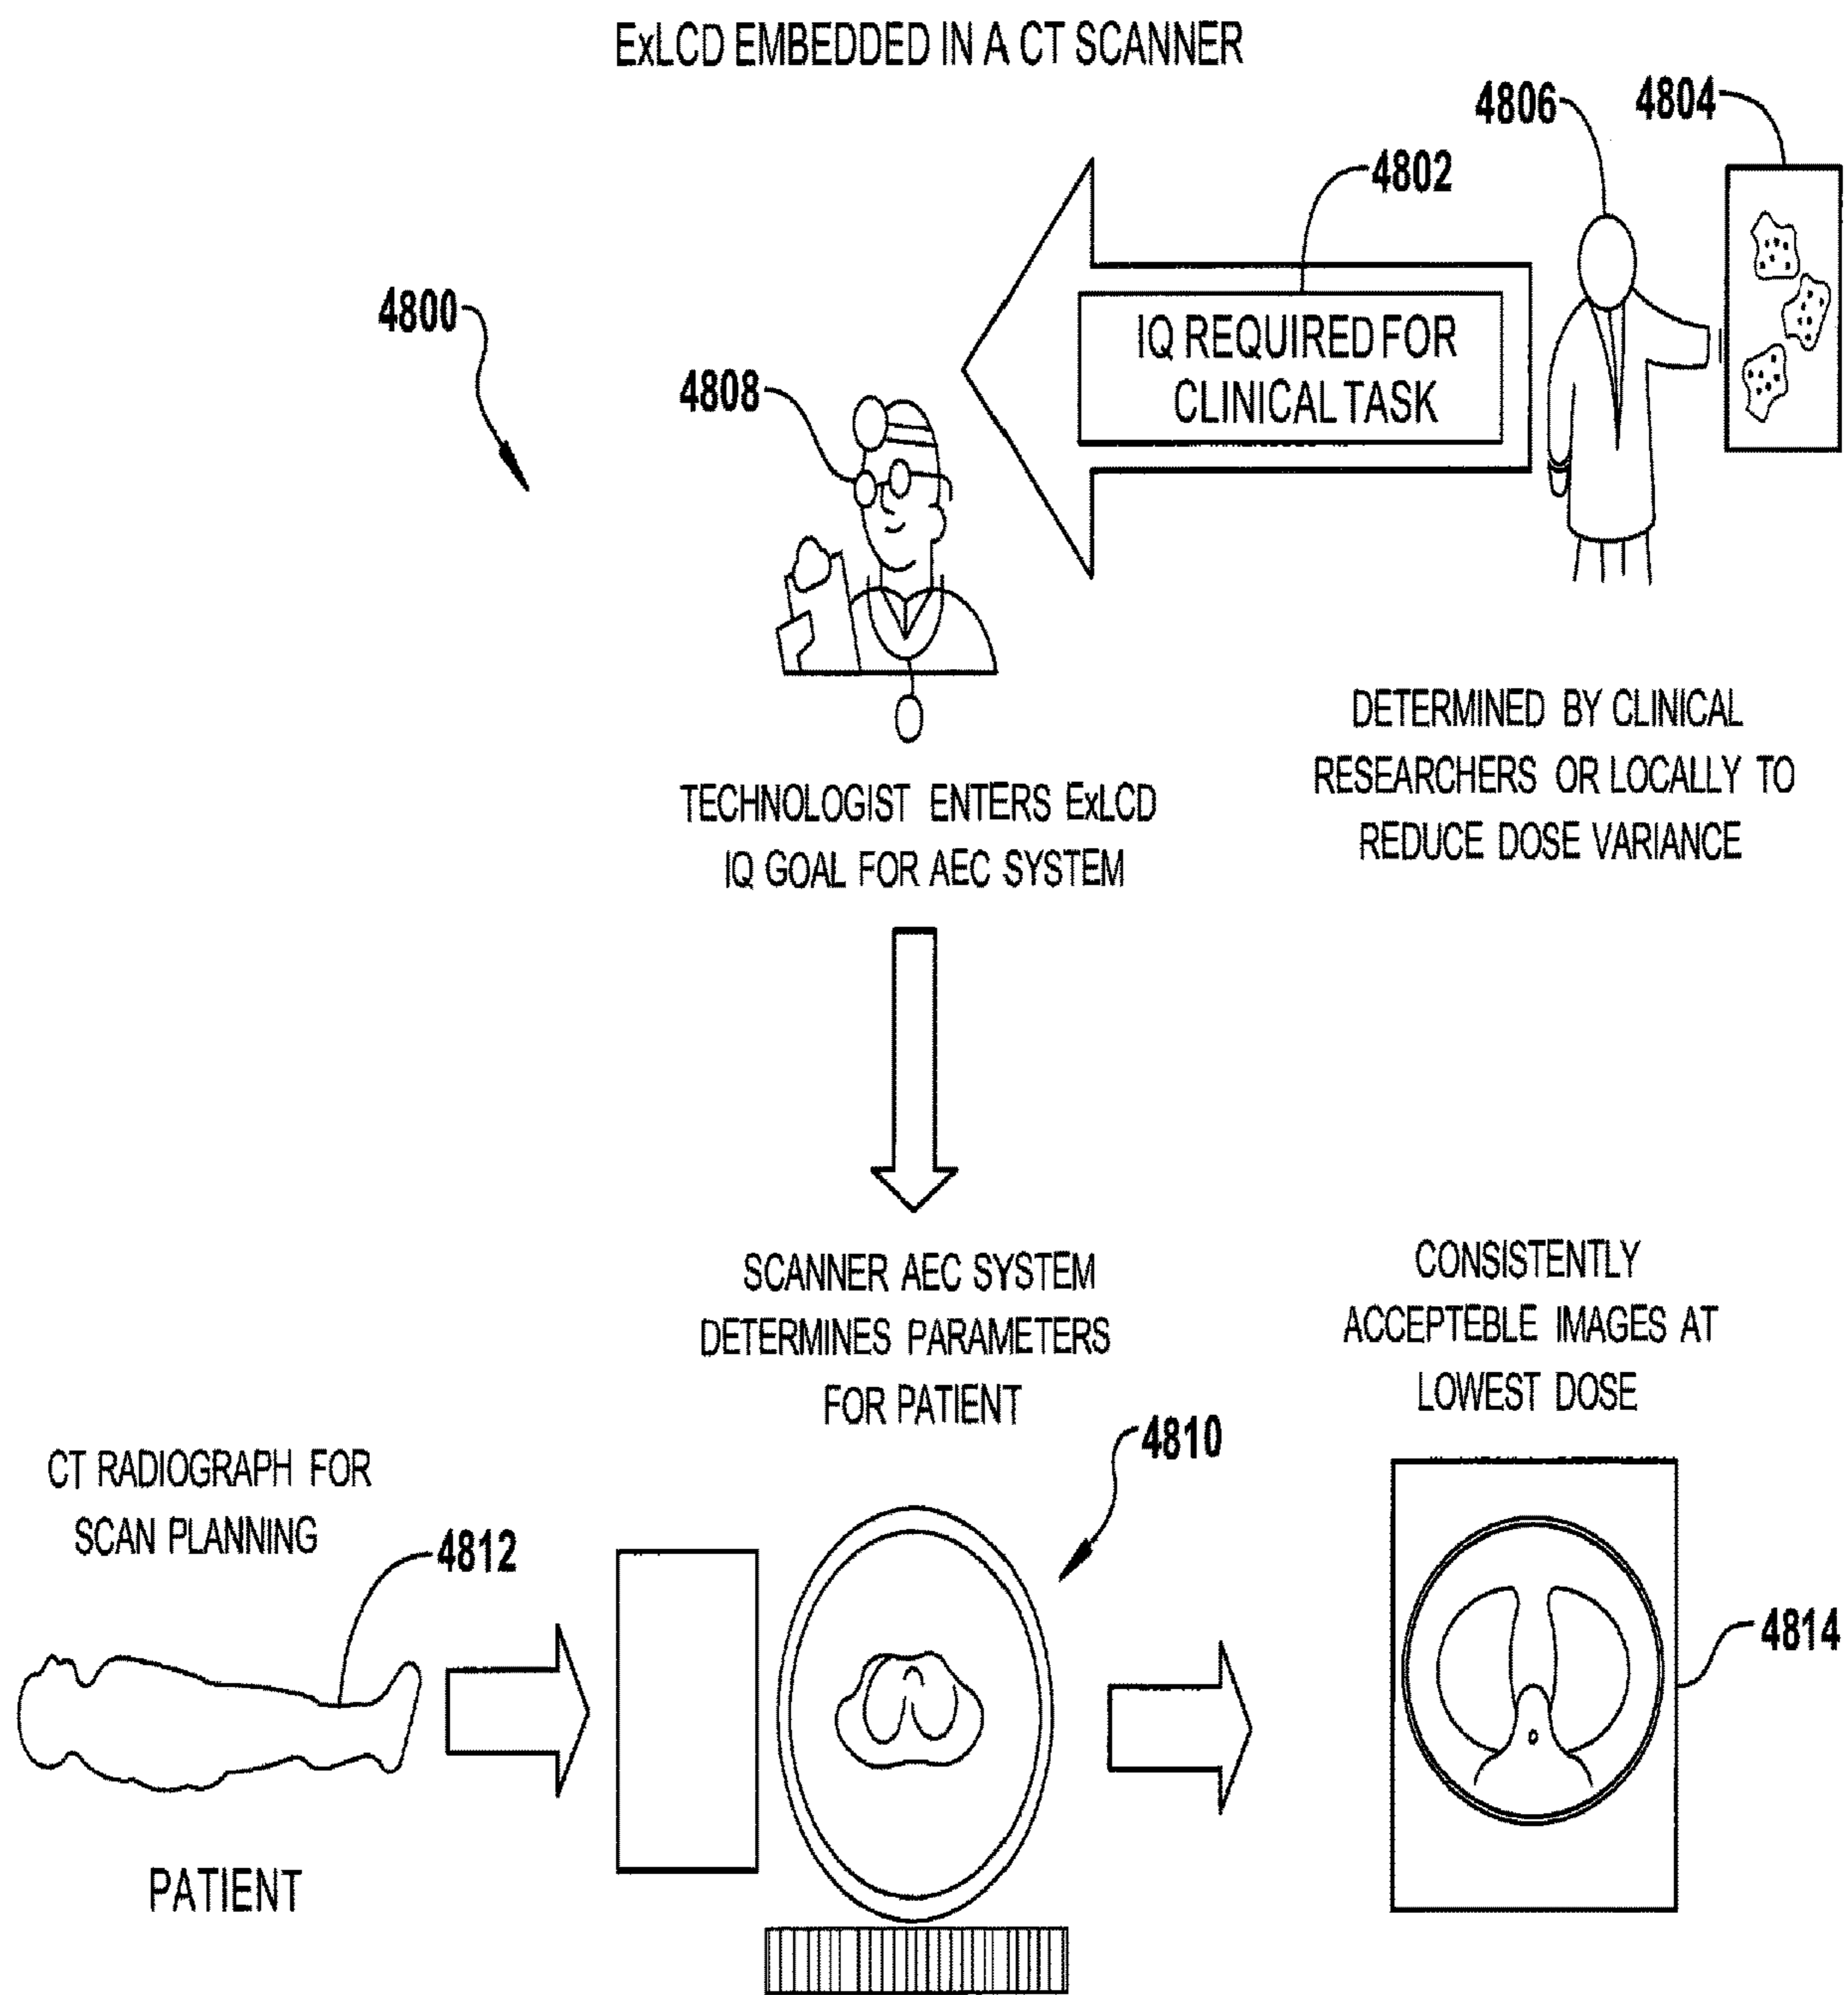 ExLCD EMBEDDED IN A CT SCANNER
4806
4804
4802
4800
4808
IQ REQUIRED FOR
CLINICAL TASK
DETERMINED BY CLINICAL
RESEARCHERS OR LOCALLY TO
REDUCE DOSE VARIANCE
TECHNOLOGIST ENTERS ExLCD
IQ GOAL FOR AEC SYSTEM
SCANNER AEC SYSTEM
DETERMINES PARAMETERS
FOR PATIENT
4810
CONSISTENTLY
ACCEPTEBLE IMAGES AT
LOWEST DOSE
CT RADIOGRAPH FOR
SCAN PLANNING
4812
4814
PATIENT